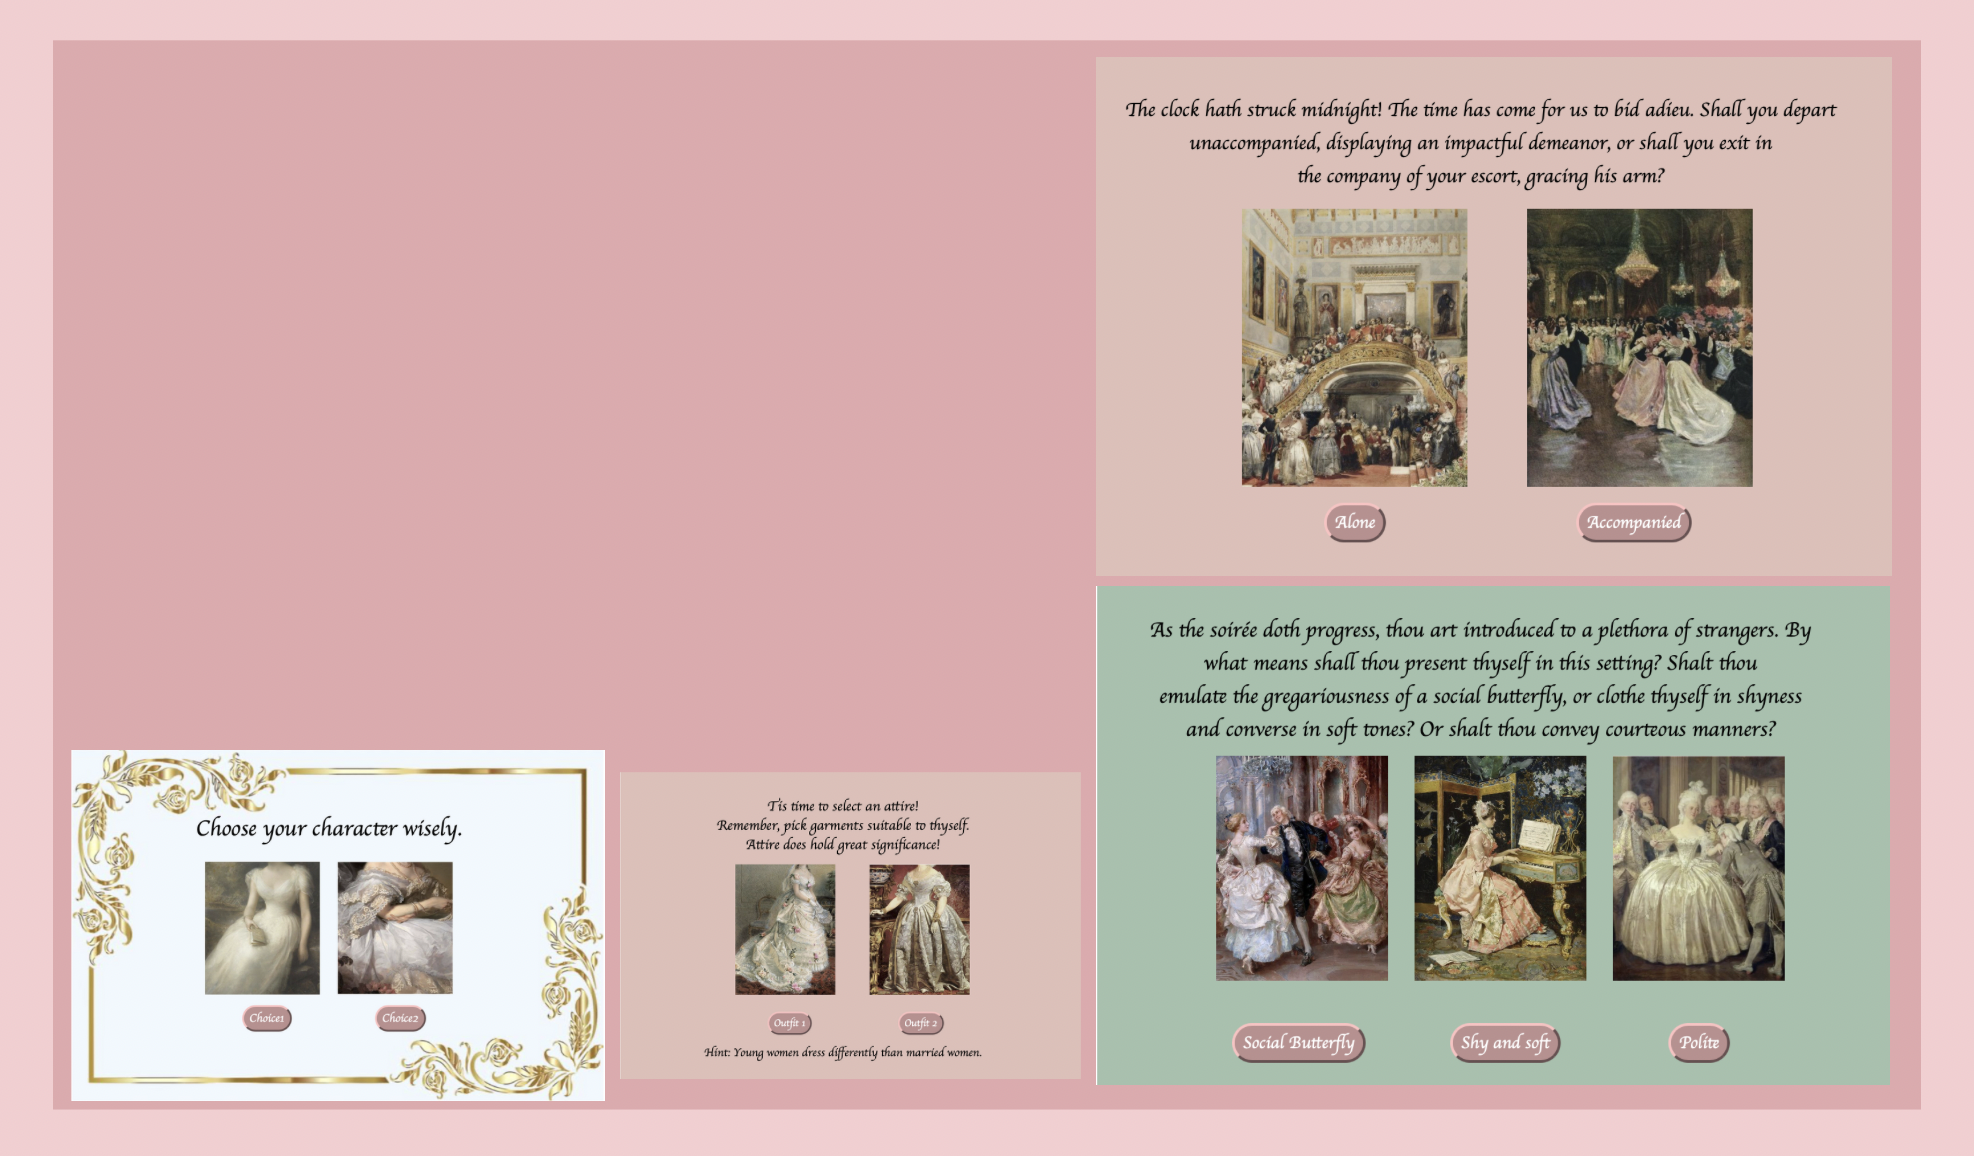 The clock hath struck midnight! The time has come for us to bid adieu. Shall you depart
unaccompanied, displaying an impactful demeanor, or shall you exit in
the company of your escort, gracing his arm?
Alone
Accompanied
As the soirée doth progress, thou art introduced to a plethora of strangers. By
what means shall thou present thyself in this setting? Shalt thou
emulate the gregariousness of a social butterfly, or clothe thyself in shyness
and converse in soft tones? Or shalt thou convey courteous manners?
Social Butterfly
Shy and soft
Polite
Choose your character wisely.
Choice1
Choice2
Tis time to select an attire!
Remember, pick garments suitable to thyself.
Attire does hold great significance!
Outfit 1
Outfit 2
Hint: Young women dress differently than married women.